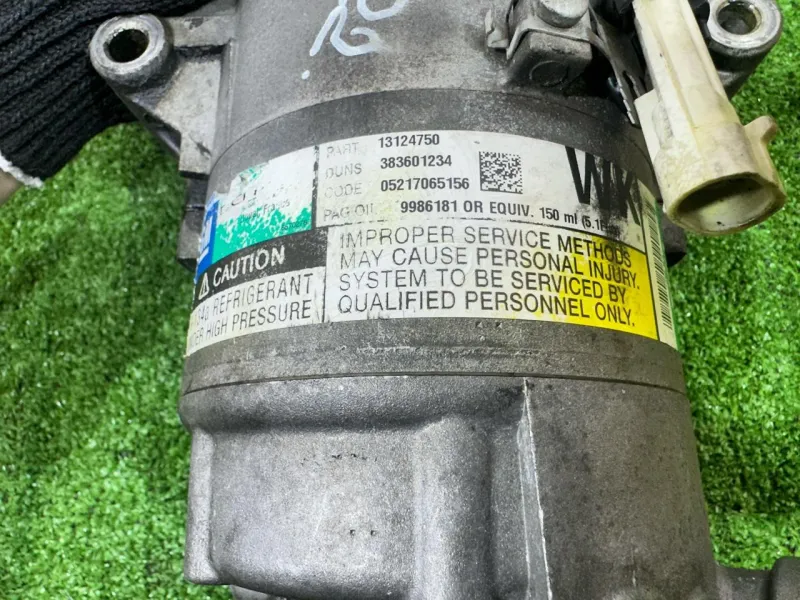 PART 13124750
DUNS 383601234
CODE 05217065156
PAG OIL 9986181 OR EQUIV. 150 ml
WK
CAUTION
REFRIGERANT
HIGH PRESSURE
IMPROPER SERVICE METHODS
MAY CAUSE PERSONAL INJURY.
SYSTEM TO BE SERVICED BY
QUALIFIED PERSONNEL ONLY.